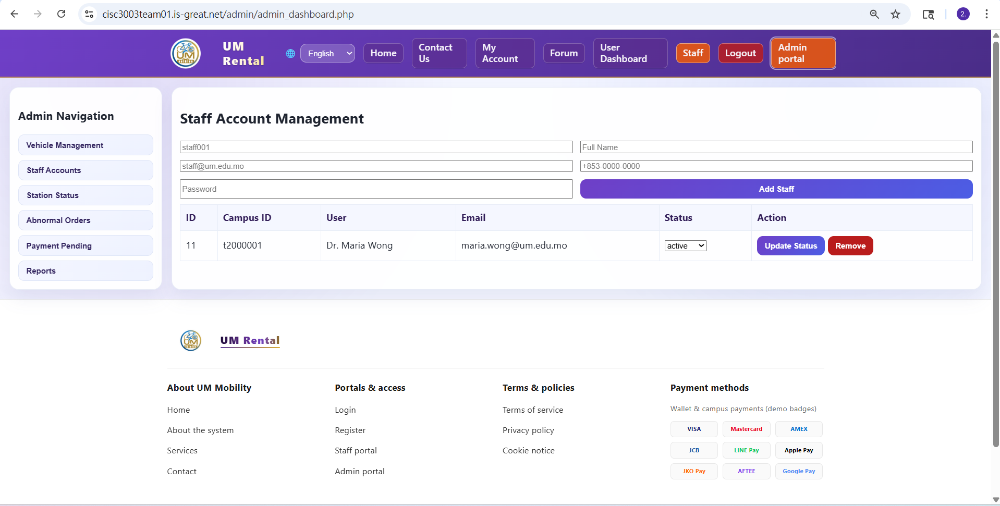 cisc3003team01.is-great.net/admin/admin_dashboard.php
2.
UM
UM
Rental
English
Home
Contact
Us
My
Account
Forum
User
Dashboard
Staff
Logout
Admin
portal
Admin Navigation
Vehicle Management
Staff Accounts
Station Status
Abnormal Orders
Payment Pending
Reports
Staff Account Management
staff001
Full Name
staff@um.edu.mo
+853-0000-0000
Password
Add Staff
ID Campus ID User Email Status Action
11 t2000001 Dr. Maria Wong maria.wong@um.edu.mo active Update Status Remove
UM
UM Rental
About UM Mobility
Home
About the system
Services
Contact
Portals & access
Login
Register
Staff portal
Admin portal
Terms & policies
Terms of service
Privacy policy
Cookie notice
Payment methods
Wallet & campus payments (demo badges)
VISA Mastercard AMEX
JCB LINE Pay Apple Pay
JKO Pay AFTEE Google Pay